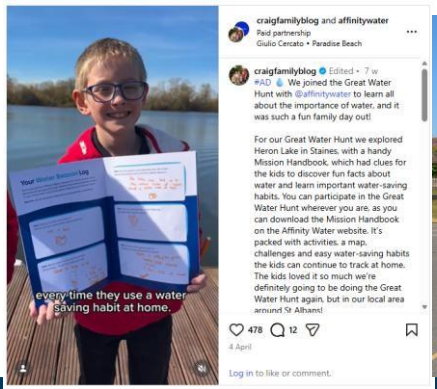 craigfamilyblog and affinitywater
Paid partnership
Giulio Cercato • Paradise Beach
craigfamilyblog Edited • 7 w
#AD 💧 We joined the Great Water
Hunt with @affinitywater to learn all
about the importance of water, and it
was such a fun family day out!
For our Great Water Hunt we explored
Heron Lake in Staines, with a handy
Mission Handbook, which had clues for
the kids to discover fun facts about
water and learn important water-saving
habits. You can participate in the Great
Water Hunt wherever you are, as you
can download the Mission Handbook
on the Affinity Water website. It's
packed with activities, a map,
challenges and easy water-saving habits
the kids can continue to track at home.
The kids loved it so much we're
definitely going to be doing the Great
Water Hunt again, but in our local area
around St Albans!
Your Water Session Log
every time they use a water
saving habit at home.
478 12
4 April
Log in to like or comment.